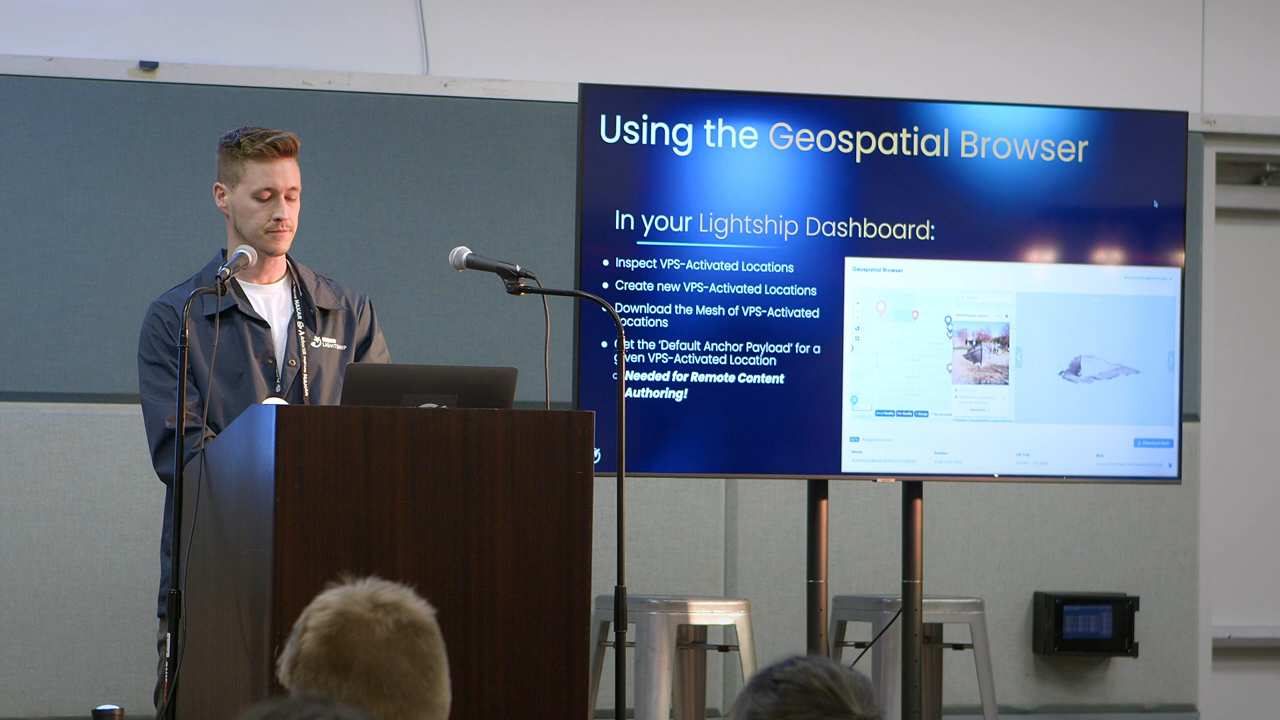 Using the Geospatial Browser
In your Lightship Dashboard:
Inspect VPS-Activated Locations
Create new VPS-Activated Locations
Download the Mesh of VPS-Activated
ocations
Get the 'Default Anchor Payload' for a
given VPS-Activated Location
Needed for Remote Content
Authoring!
Geospatial Browser
LIGHTSHIP